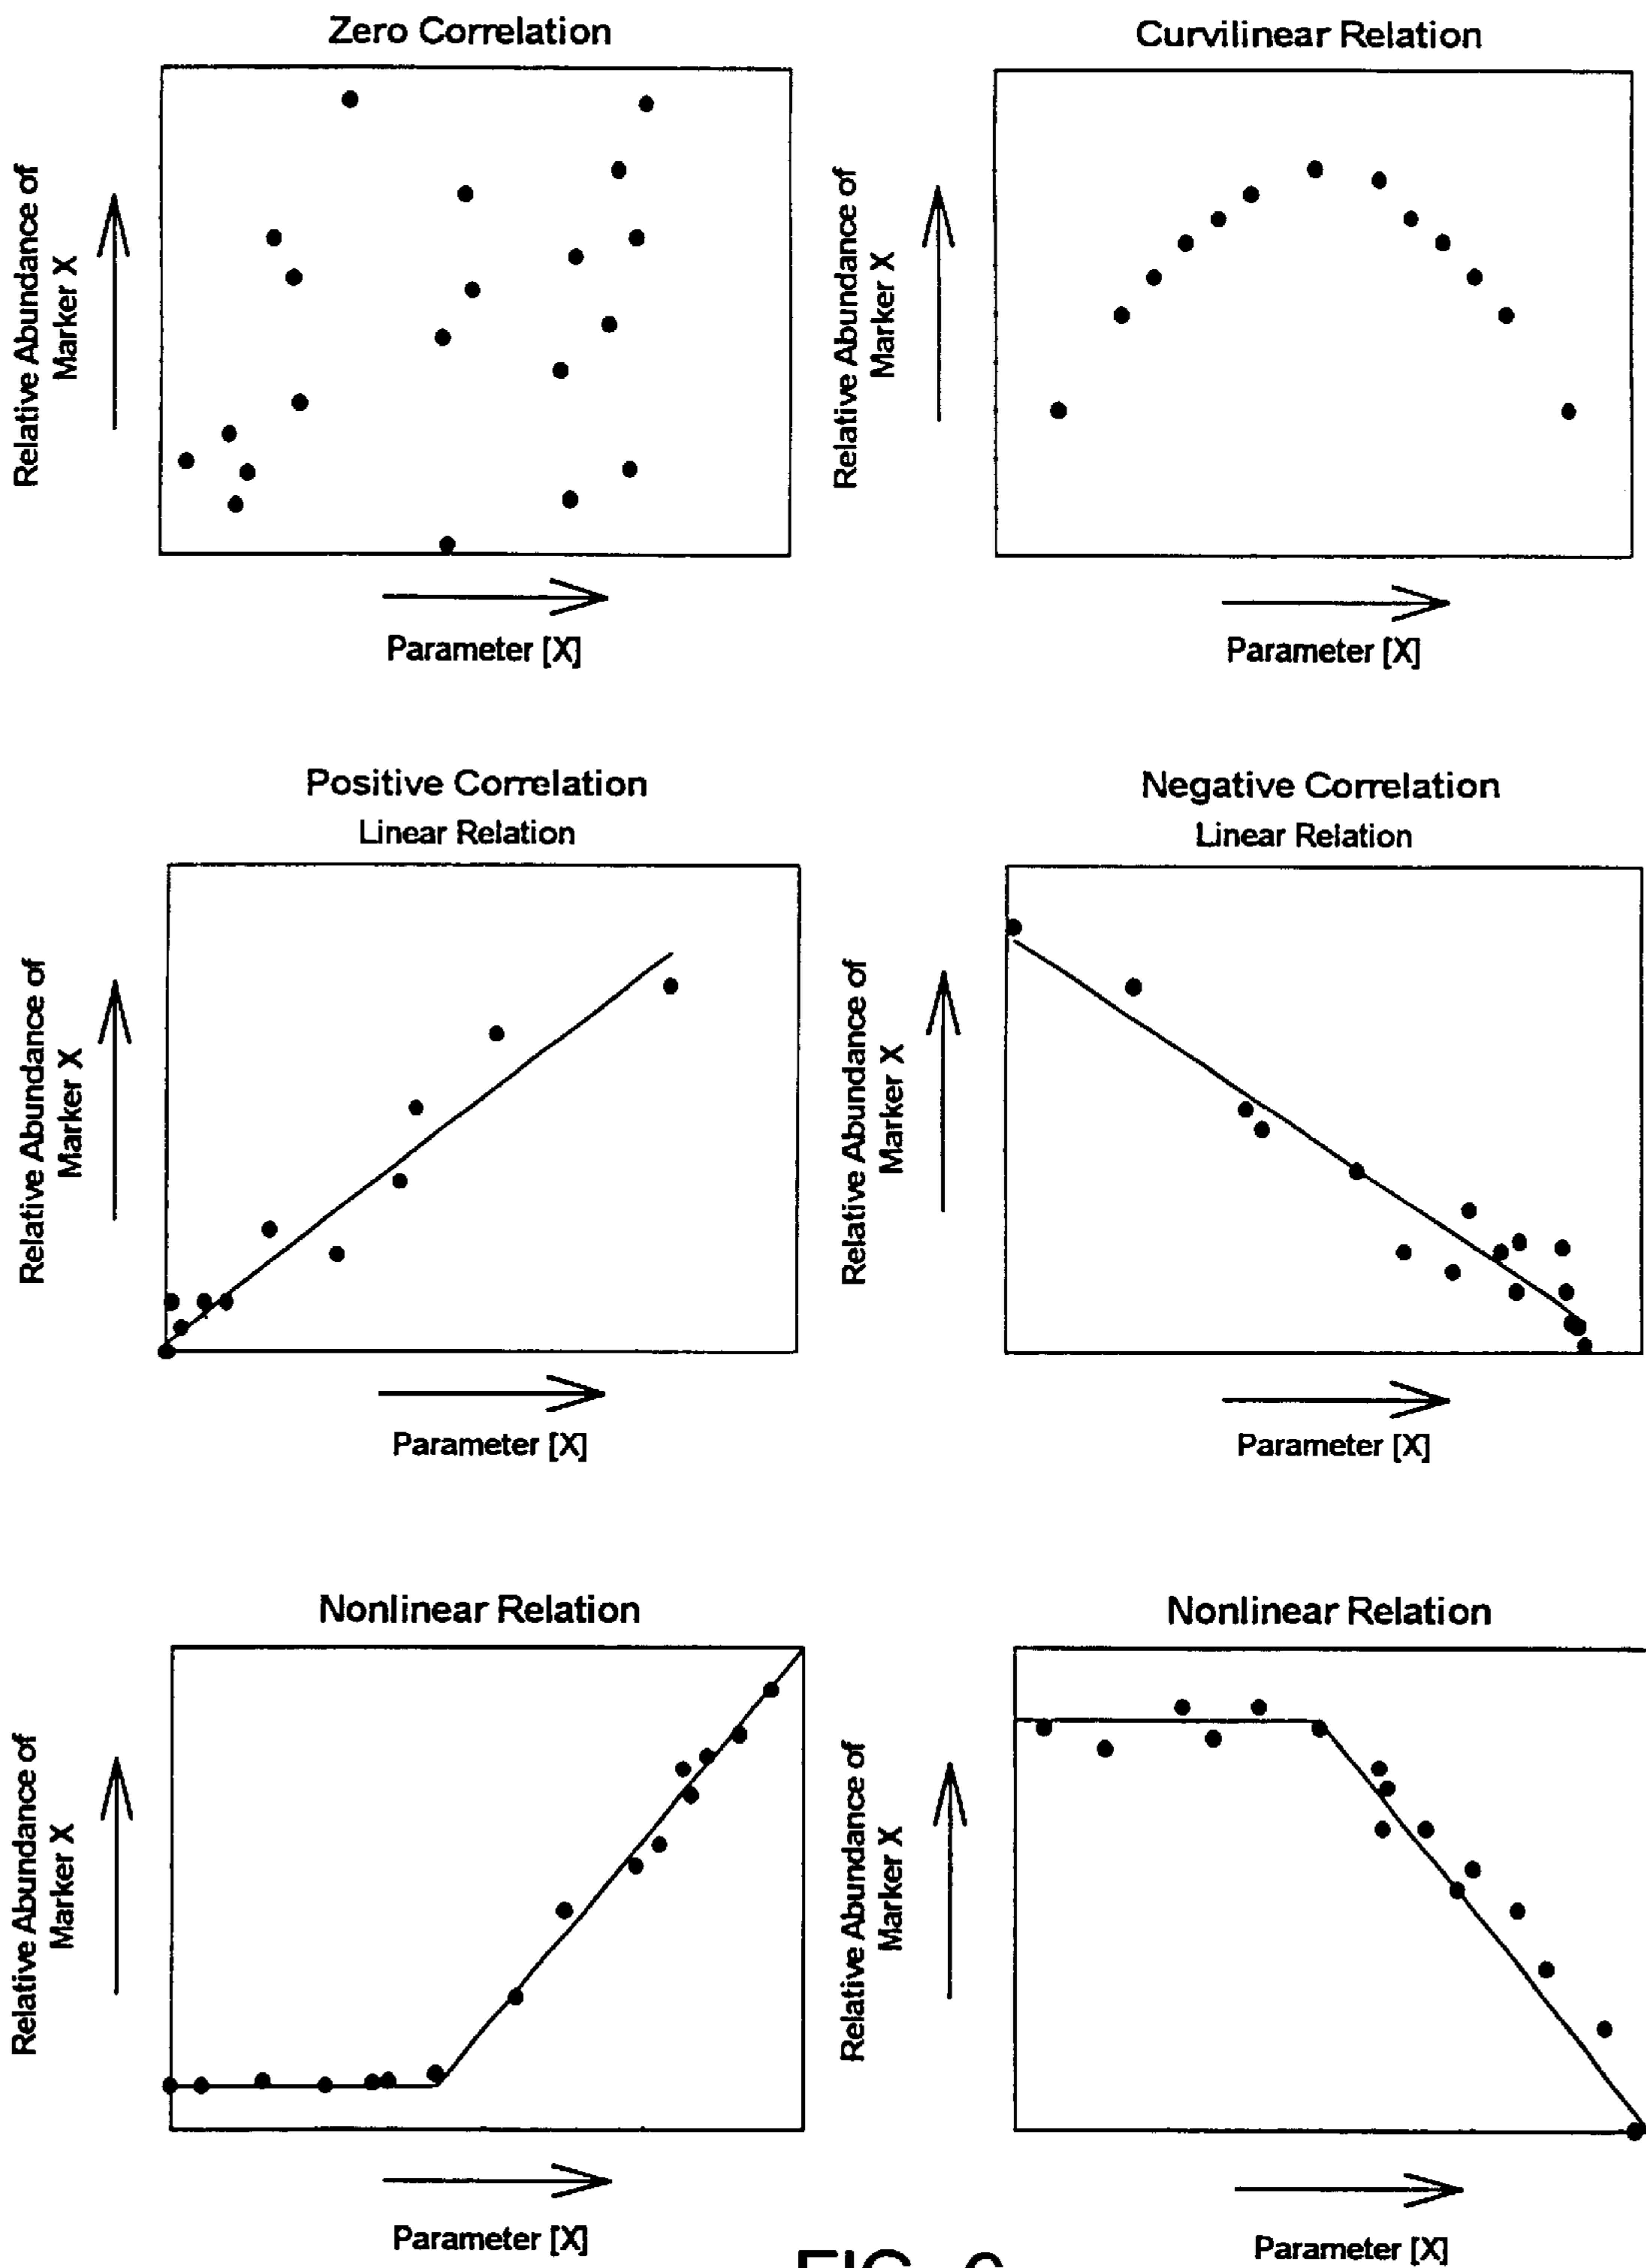 Zero Correlation
Relative Abundance of
Marker X
Parameter [X]
Curvilinear Relation
Relative Abundance of
Marker X
Parameter [X]
Positive Correlation
Linear Relation
Relative Abundance of
Marker X
Parameter [X]
Negative Correlation
Linear Relation
Relative Abundance of
Marker X
Parameter [X]
Nonlinear Relation
Relative Abundance of
Marker X
Parameter [X]
Nonlinear Relation
Relative Abundance of
Marker X
Parameter [X]
FIG.